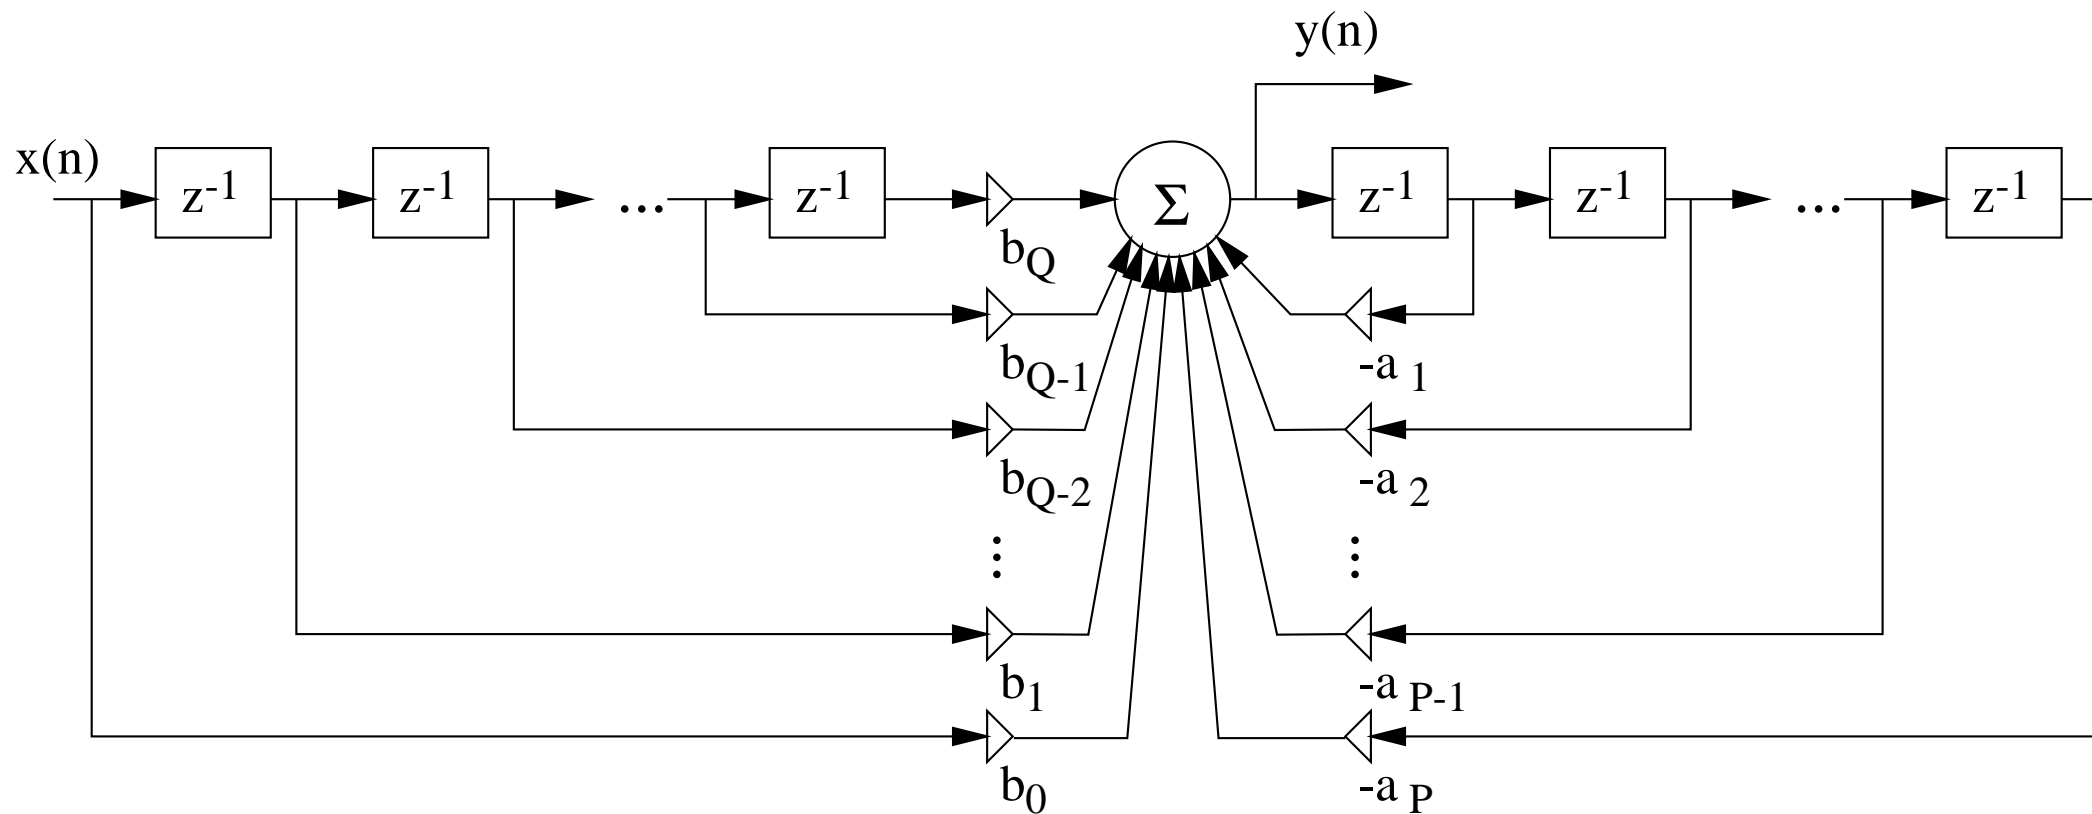 y(n)
x(n)
z-1
z-1
...
z-1
Σ
z-1
z-1
...
z-1
bQ
bQ-1
-a 1
bQ-2
-a 2
b1
-a P-1
b0
-a P